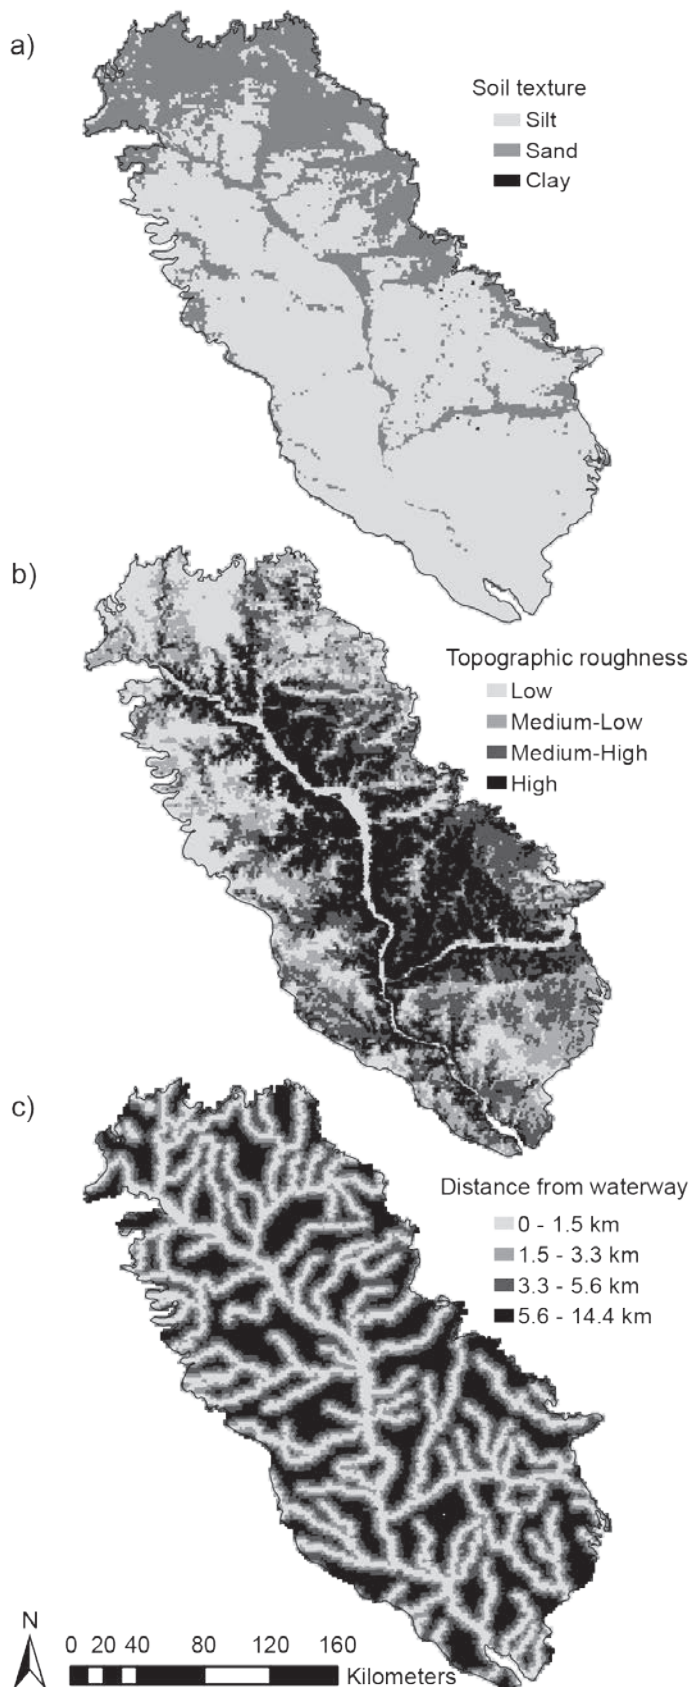 a)
Soil texture
Silt
Sand
Clay
b)
Topographic roughness
Low
Medium-Low
Medium-High
High
c)
Distance from waterway
0 - 1.5 km
1.5 - 3.3 km
3.3 - 5.6 km
5.6 - 14.4 km
N
0 20 40 80 120 160
Kilometers